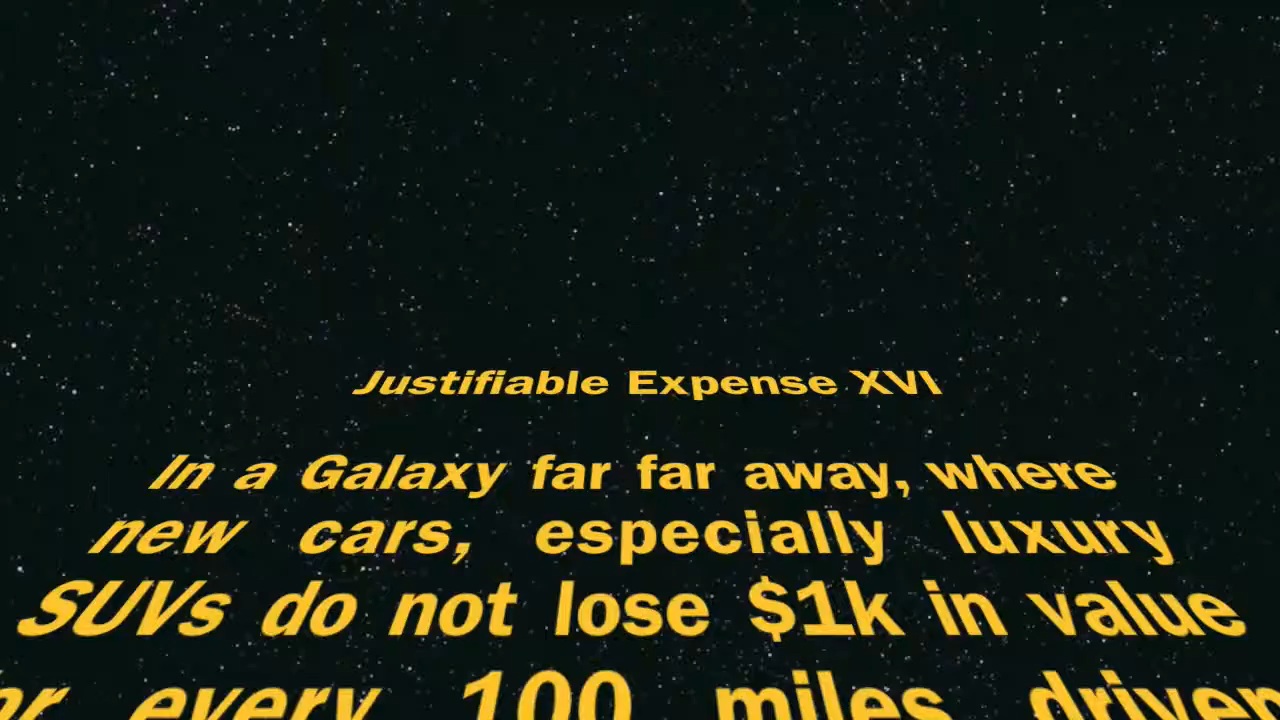 Justifiable Expense XVI
In a Galaxy far far away, where
new cars, especially luxury
SUVs do not lose $1k in value
every 100 miles driven